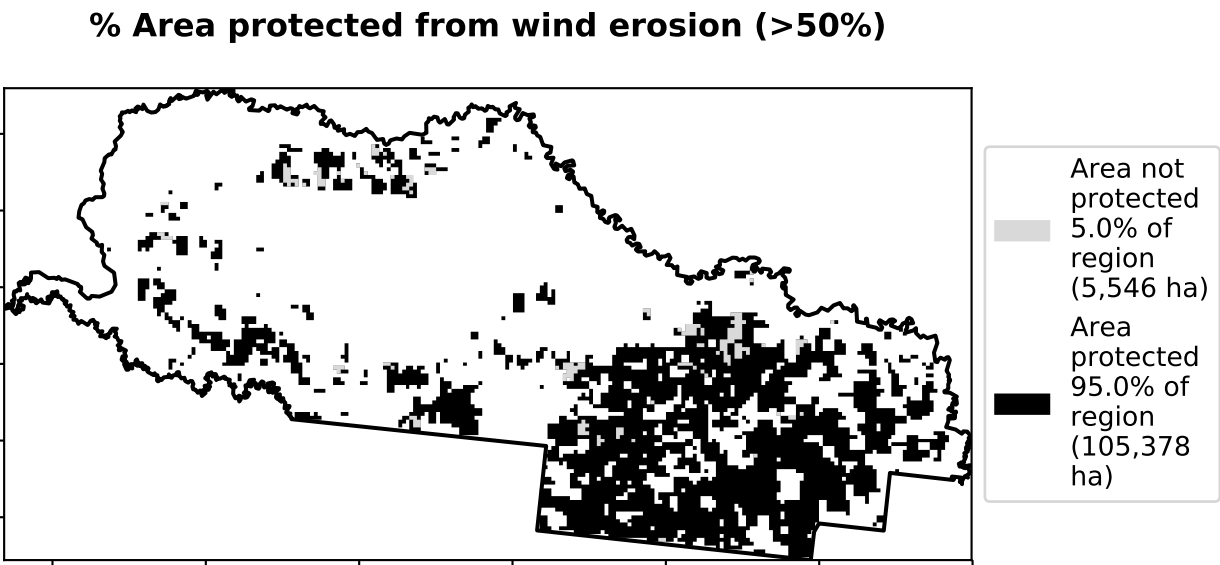 % Area protected from wind erosion (>50%)
Area not
protected
5.0% of
region
(5,546 ha)
Area
protected
95.0% of
region
(105,378
ha)